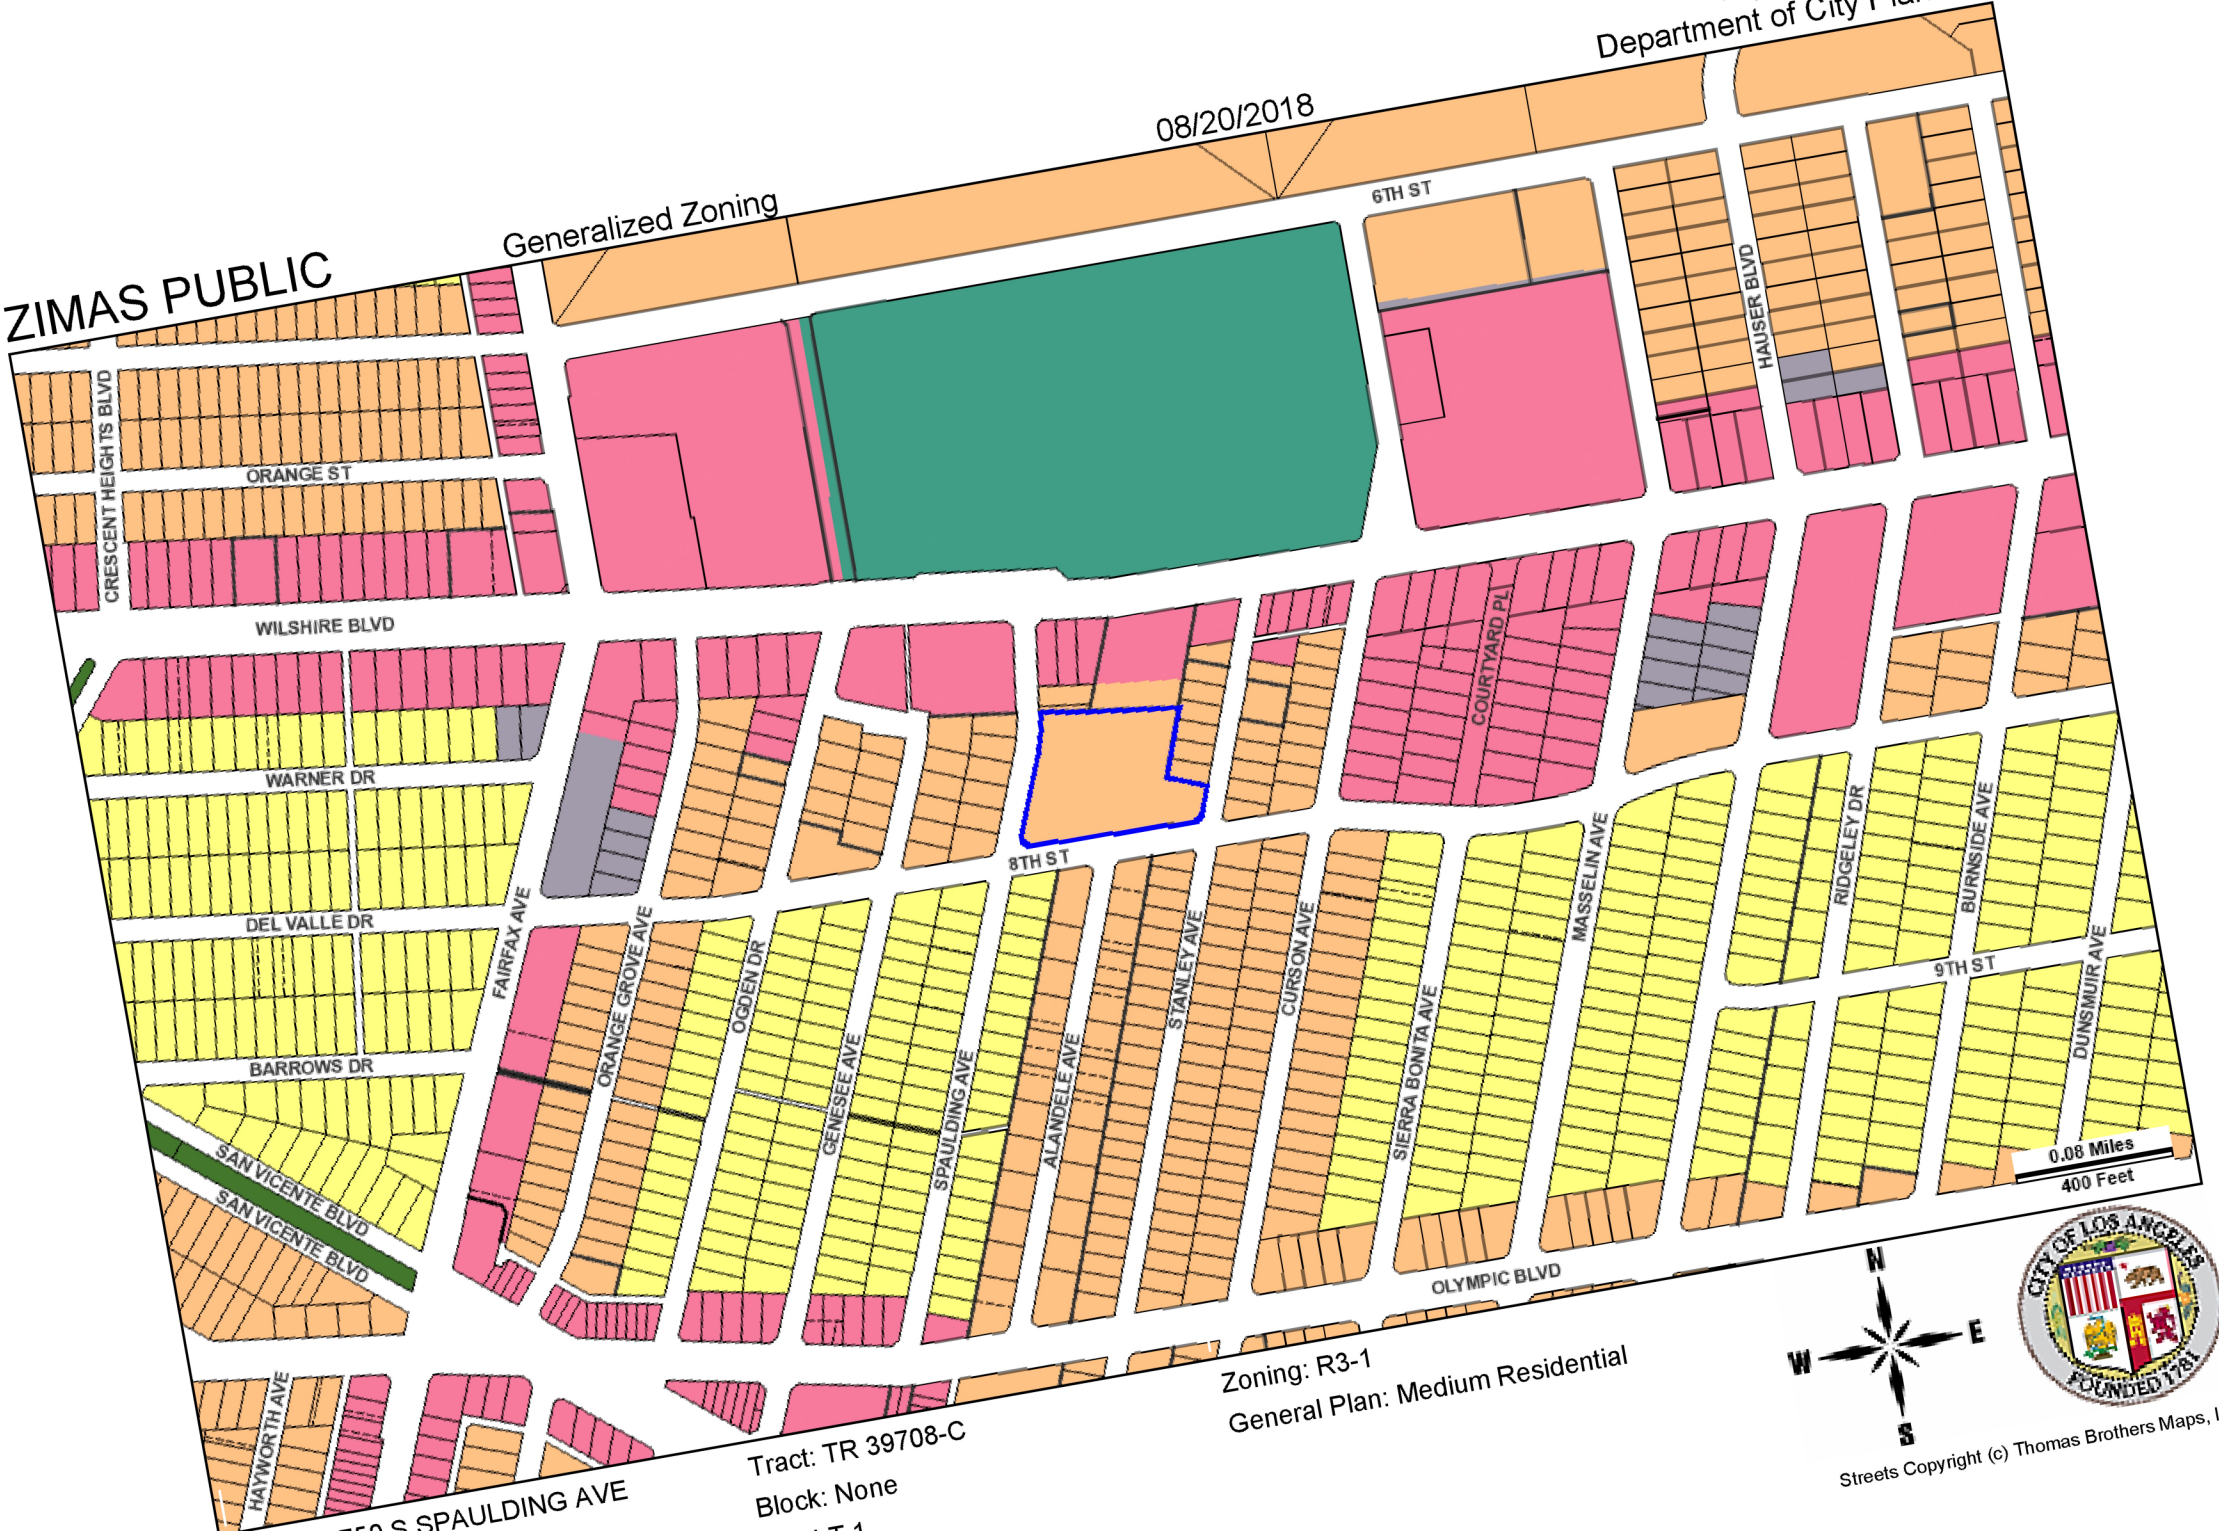 Department of City
08/20/2018
Generalized Zoning
ZIMAS PUBLIC
6TH ST
HAUSER BLVD
CRESCENT HEIGHTS BLVD
ORANGE ST
WILSHIRE BLVD
COURTYARD PL
WARNER DR
8TH ST
RIDGELEY DR
BURNSIDE AVE
MASSELIN AVE
DEL VALLE DR
FAIRFAX AVE
ORANGE GROVE AVE
OGDEN DR
STANLEY AVE
CURSON AVE
9TH ST
DUNSMUIR AVE
SIERRA BONITA AVE
GENESEE AVE
SPAULDING AVE
ALANDELE AVE
BARROWS DR
SAN VICENTE BLVD
SAN VICENTE BLVD
0.08 Miles
400 Feet
OLYMPIC BLVD
HAYWORTH AVE
N
W
E
S
CITY OF LOS ANGELES
FOUNDED 1781
Zoning: R3-1
General Plan: Medium Residential
Tract: TR 39708-C
Block: None
S SPAULDING AVE
Streets Copyright (c) Thomas Brothers Maps,